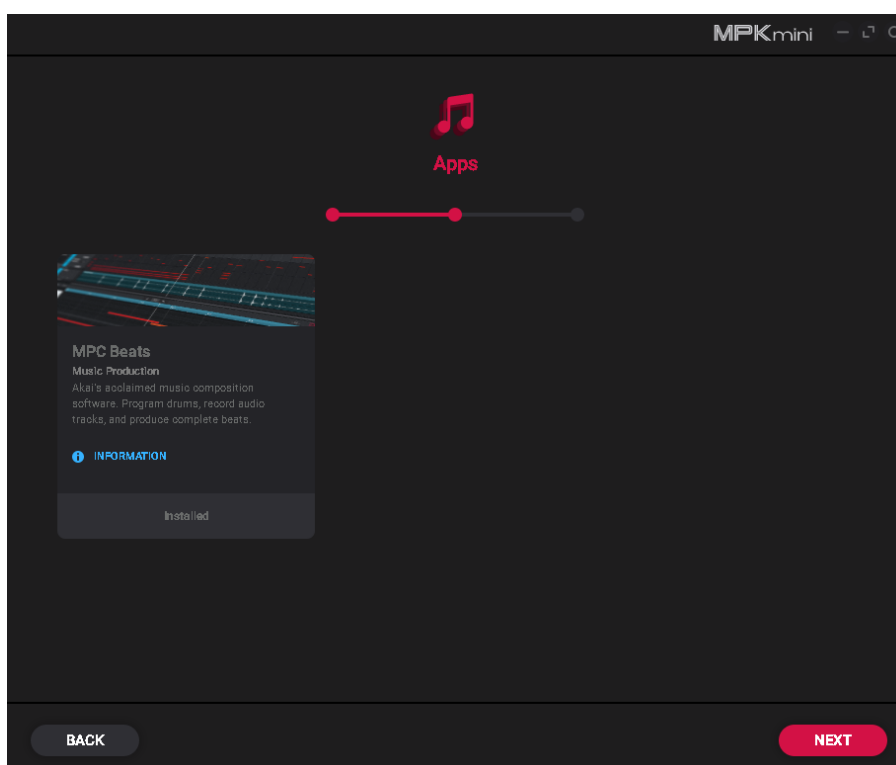 MPKmini
Apps
MPC Beats
Music Production
Akai's acclaimed music composition
software. Program drums, record audio
tracks, and produce complete beats.
INFORMATION
Installed
BACK
NEXT